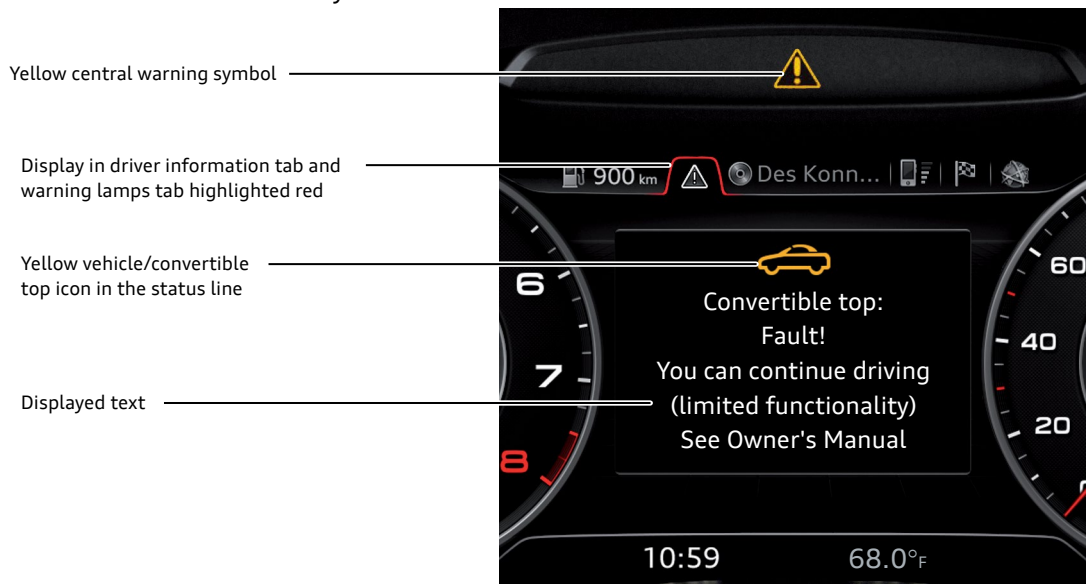 Yellow central warning symbol
Display in driver information tab and
warning lamps tab highlighted red
Yellow vehicle/convertible
top icon in the status line
Displayed text
900 km
Des Konn...
6
7
8
60
40
20
Convertible top:
Fault!
You can continue driving
(limited functionality)
See Owner's Manual
10:59
68.0°F